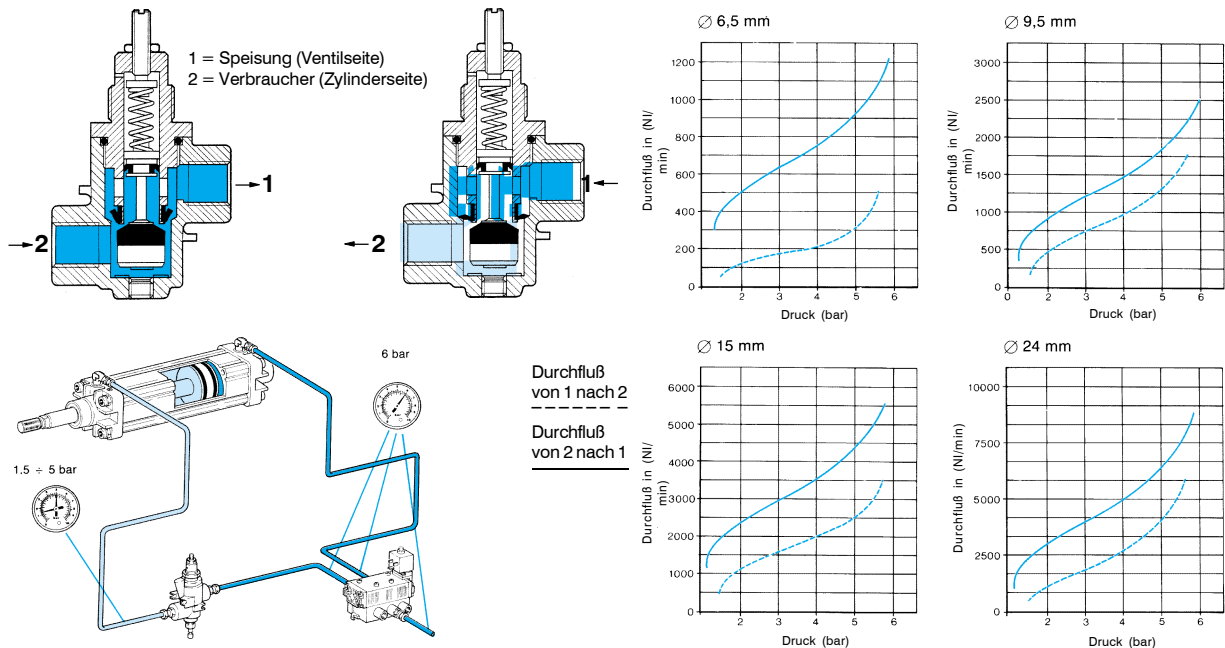 1 = Speisung (Ventilseite)
2 = Verbraucher (Zylinderseite)
1
2
1
2
6 bar
1,5 ÷ 5 bar
Durchfluß
von 1 nach 2
Durchfluß
von 2 nach 1
∅ 6,5 mm
Durchfluß in (Nl/
min)
1200
1000
800
600
400
200
0
2 3 4 5 6
Druck (bar)
∅ 9,5 mm
Durchfluß in (Nl/
min)
3000
2500
2000
1500
1000
500
0
0 2 3 4 5 6
Druck (bar)
∅ 15 mm
Durchfluß in (Nl/
min)
6000
5000
4000
3000
2000
1000
0
2 3 4 5 6
Druck (bar)
∅ 24 mm
Durchfluß in (Nl/min)
10000
7500
5000
2500
0
2 3 4 5 6
Druck (bar)